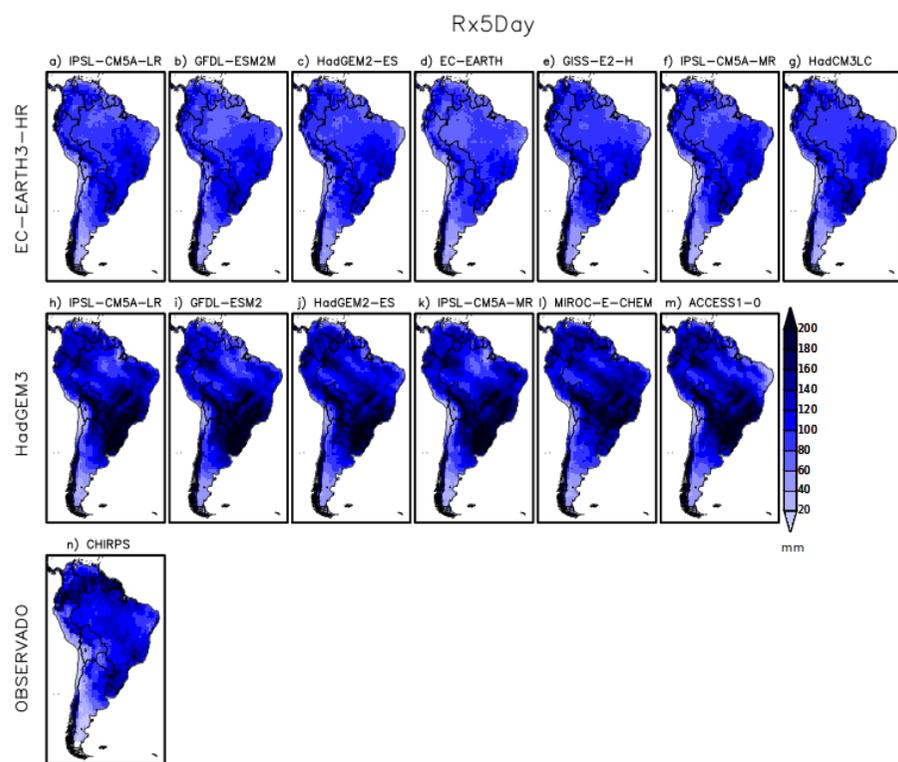 Rx5Day
a) IPSL-CM5A-LR b) GFDL-ESM2M c) HadGEM2-ES d) EC-EARTH e) GISS-E2-H f) IPSL-CM5A-MR g) HadCM3LC
EC-EARTH3-HR
h) IPSL-CM5A-LR i) GFDL-ESM2 j) HadGEM2-ES k) IPSL-CM5A-MR l) MIROC-E-CHEM m) ACCESS1-0
HadGEM3
200
180
160
140
120
100
80
60
40
20
mm
n) CHIRPS
OBSERVADO